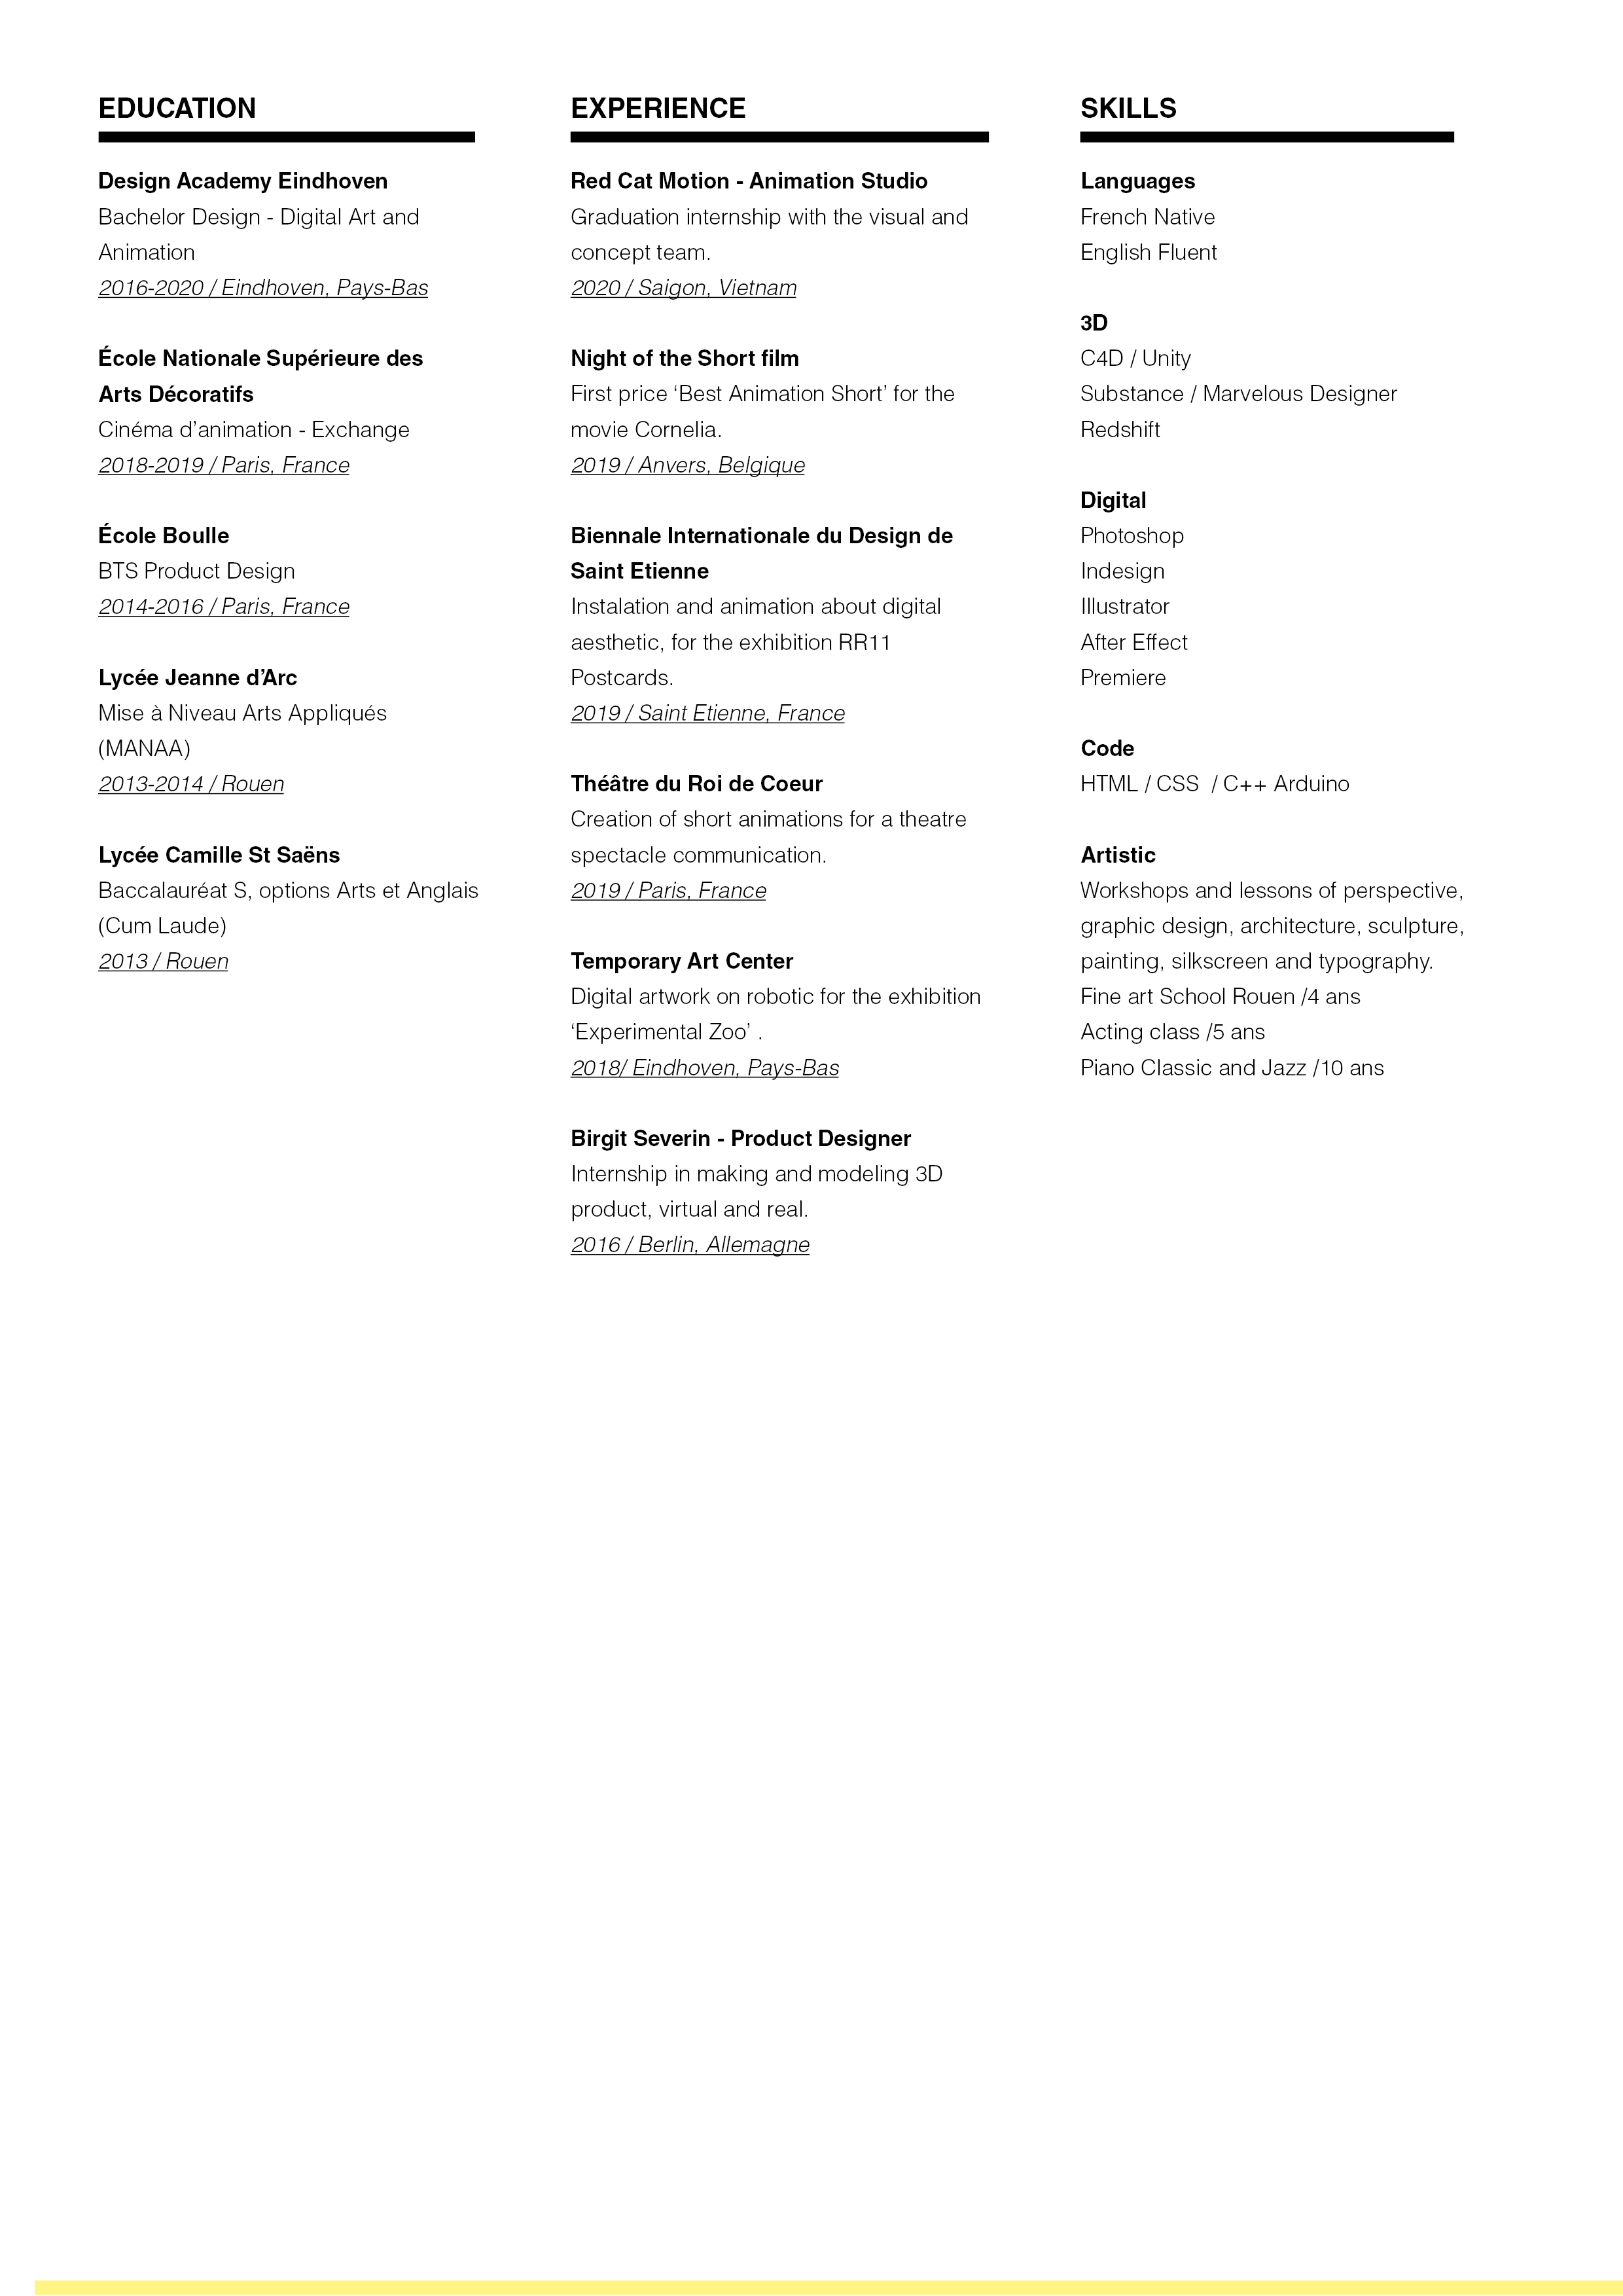 EDUCATION
Design Academy Eindhoven
Bachelor Design - Digital Art and
Animation
2016-2020 / Eindhoven, Pays-Bas
École Nationale Supérieure des
Arts Décoratifs
Cinéma d’animation - Exchange
2018-2019 / Paris, France
École Boulle
BTS Product Design
2014-2016 / Paris, France
Lycée Jeanne d’Arc
Mise à Niveau Arts Appliqués
(MANAA)
2013-2014 / Rouen
Lycée Camille St Saëns
Baccalauréat S, options Arts et Anglais
(Cum Laude)
2013 / Rouen
EXPERIENCE
Red Cat Motion - Animation Studio
Graduation internship with the visual and
concept team.
2020 / Saigon, Vietnam
Night of the Short film
First price ‘Best Animation Short’ for the
movie Cornelia.
2019 / Anvers, Belgique
Biennale Internationale du Design de
Saint Etienne
Instalation and animation about digital
aesthetic, for the exhibition RR11
Postcards.
2019 / Saint Etienne, France
Théâtre du Roi de Coeur
Creation of short animations for a theatre
spectacle communication.
2019 / Paris, France
Temporary Art Center
Digital artwork on robotic for the exhibition
‘Experimental Zoo’ .
2018/ Eindhoven, Pays-Bas
Birgit Severin - Product Designer
Internship in making and modeling 3D
product, virtual and real.
2016 / Berlin, Allemagne
SKILLS
Languages
French Native
English Fluent
3D
C4D / Unity
Substance / Marvelous Designer
Redshift
Digital
Photoshop
Indesign
Illustrator
After Effect
Premiere
Code
HTML / CSS  / C++ Arduino
Artistic
Workshops and lessons of perspective,
graphic design, architecture, sculpture,
painting, silkscreen and typography.
Fine art School Rouen /4 ans
Acting class /5 ans
Piano Classic and Jazz /10 ans